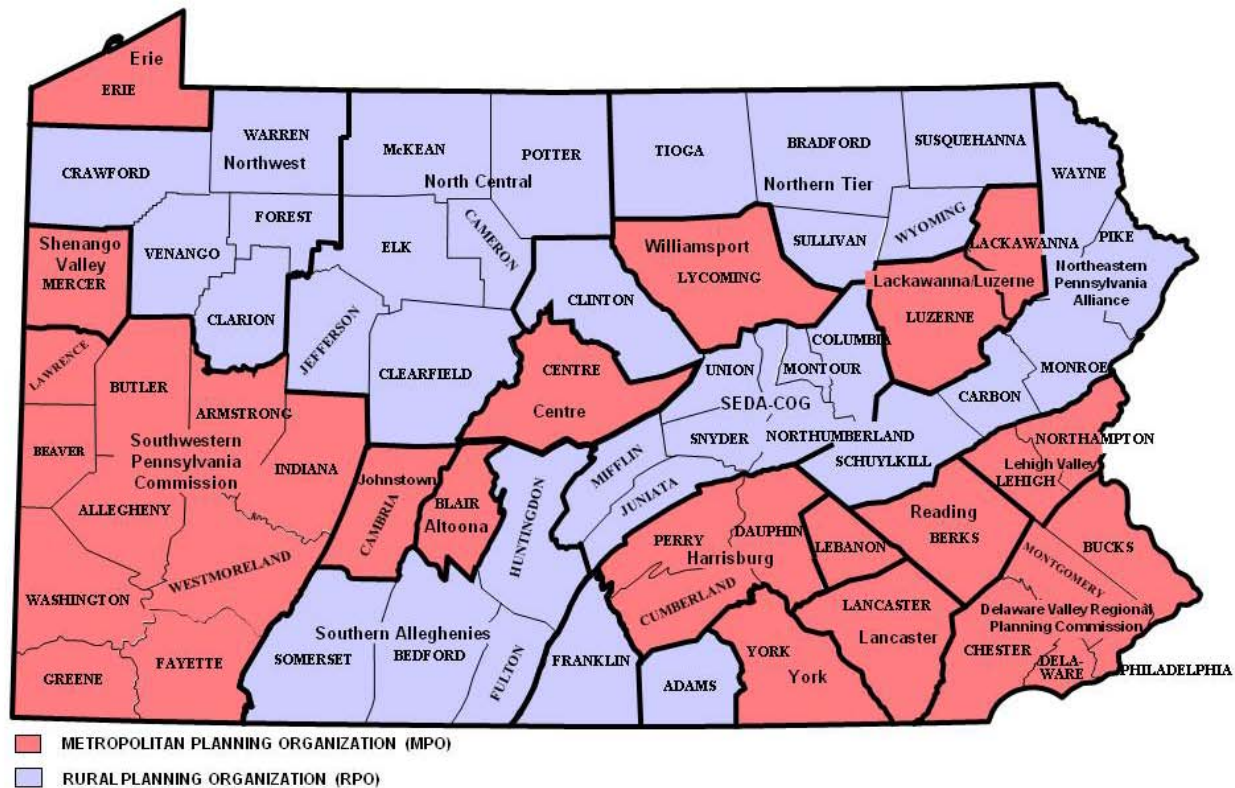 Erie
ERIE
WARREN
Northwest
CRAWFORD
FOREST
VENANGO
CLARION
McKEAN
POTTER
North Central
ELK
CAMERON
JEFFERSON
CLEARFIELD
TIOGA
BRADFORD
SUSQUEHANNA
Northern Tier
SULLIVAN
WYOMING
WAYNE
PIKE
Northeastern
Pennsylvania
Alliance
MONROE
CARBON
LACKAWANNA
Lackawanna/Luzerne
LUZERNE
Williamsport
LYCOMING
CLINTON
COLUMBIA
UNION
MONTOUR
SEDA-COG
SNYDER
NORTHUMBERLAND
MIFFLIN
JUNIATA
SCHUYLKILL
Shenango
Valley
MERCER
LAWRENCE
BUTLER
ARMSTRONG
BEAVER
Southwestern
Pennsylvania
Commission
INDIANA
ALLEGHENY
WESTMORELAND
WASHINGTON
FAYETTE
GREENE
CENTRE
Centre
Johnstown
CAMBRIA
BLAIR
Altoona
HUNTINGDON
Southern Alleghenies
SOMERSET
BEDFORD
FULTON
FRANKLIN
ADAMS
PERRY
DAUPHIN
Harrisburg
CUMBERLAND
LEBANON
YORK
York
LANCASTER
Lancaster
Reading
BERKS
NORTHAMPTON
Lehigh Valley
LEHIGH
BUCKS
MONTGOMERY
Delaware Valley Regional
Planning Commission
CHESTER
DELA-
WARE
PHILADELPHIA
METROPOLITAN PLANNING ORGANIZATION (MPO)
RURAL PLANNING ORGANIZATION (RPO)